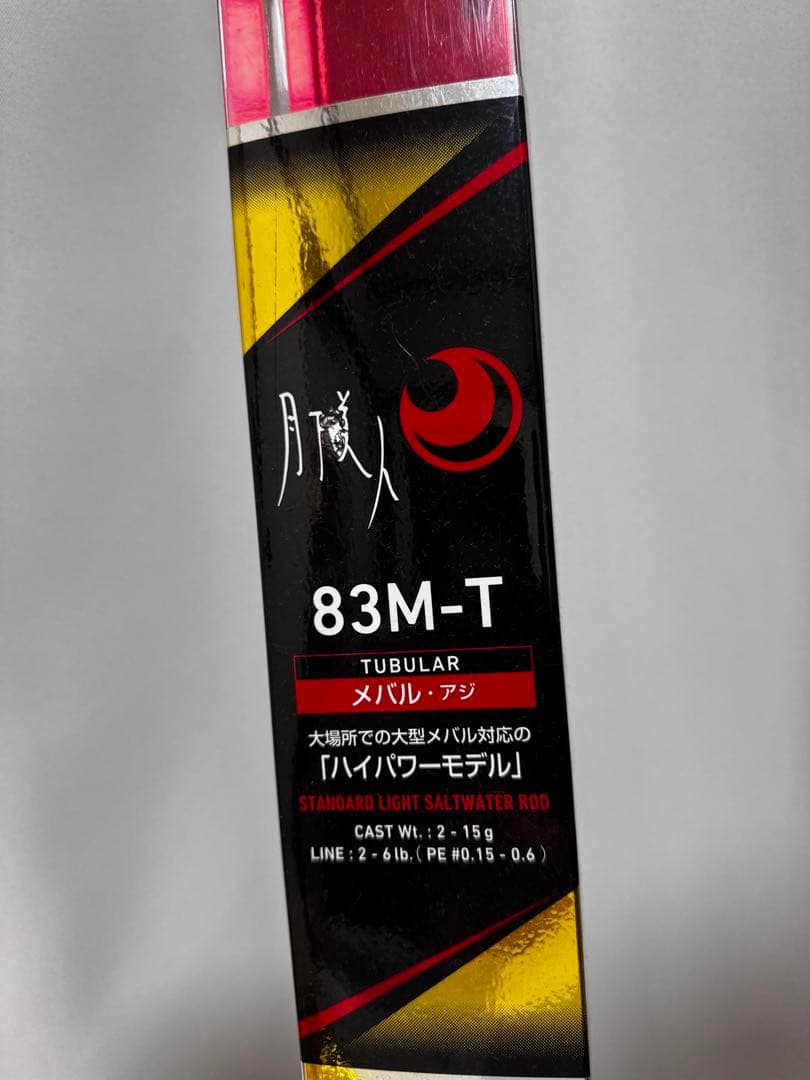 月下美人
83M-T
TUBULAR
メバル・アジ
大場所での大型メバル対応の
「ハイパワーモデル」
STANDARD LIGHT SALTWATER ROD
CAST Wt. : 2 - 15g
LINE : 2 - 6lb. ( PE #0.15 - 0.6 )